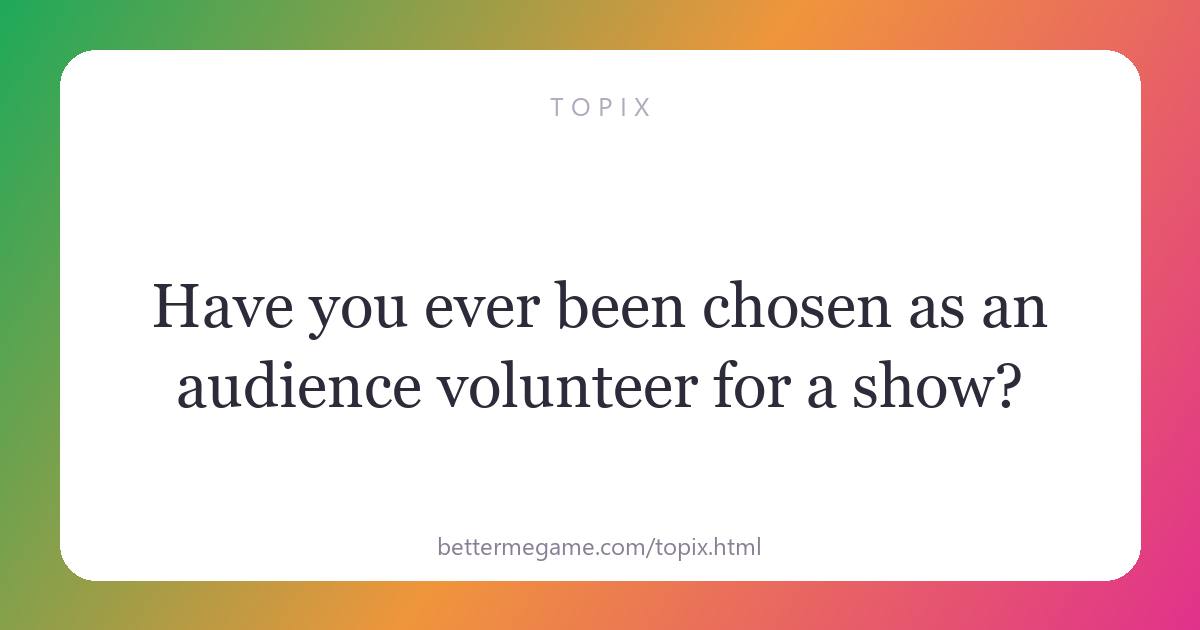 TOPIX
Have you ever been chosen as an
audience volunteer for a show?
bettermegame.com/topix.html